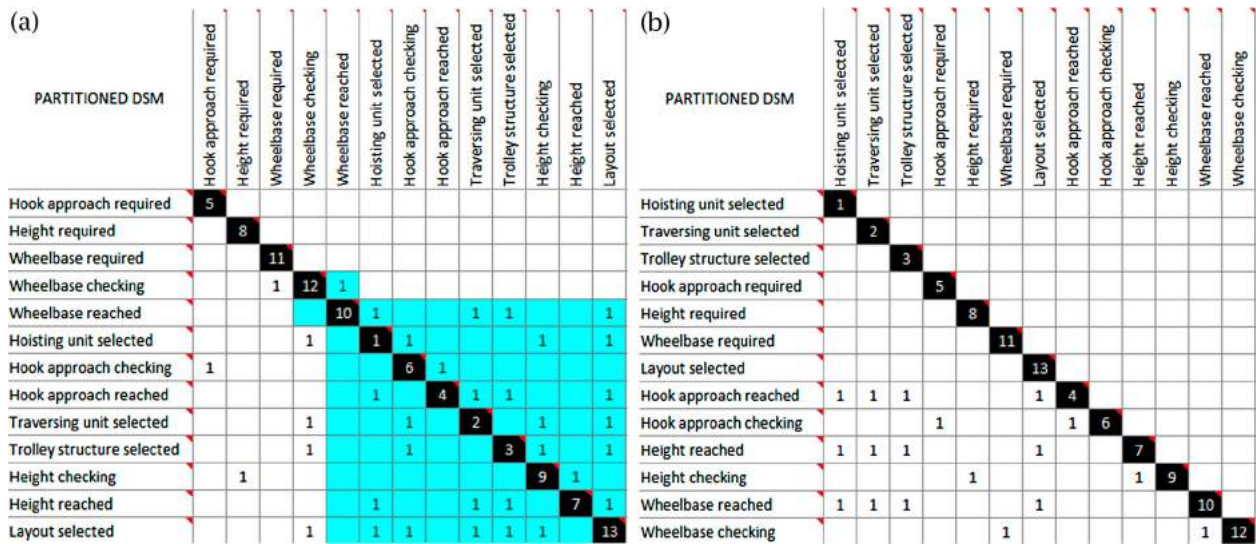 (a)
PARTITIONED DSM
Hook approach required
Height required
Wheelbase required
Wheelbase checking
Wheelbase reached
Hoisting unit selected
Hook approach checking
Hook approach reached
Traversing unit selected
Trolley structure selected
Height checking
Height reached
Layout selected
Hook approach required 5
Height required 8
Wheelbase required 11
Wheelbase checking 1 12 1
Wheelbase reached 10 1 1 1 1
Hoisting unit selected 1 1 1 1 1
Hook approach checking 1 6 1
Hook approach reached 1 4 1 1 1
Traversing unit selected 1 1 2 1 1
Trolley structure selected 1 1 3 1 1
Height checking 1 9 1
Height reached 1 1 1 7 1
Layout selected 1 1 1 1 1 1 13
(b)
PARTITIONED DSM
Hoisting unit selected
Traversing unit selected
Trolley structure selected
Hook approach required
Height required
Wheelbase required
Layout selected
Hook approach reached
Hook approach checking
Height reached
Height checking
Wheelbase reached
Wheelbase checking
Hoisting unit selected 1
Traversing unit selected 2
Trolley structure selected 3
Hook approach required 5
Height required 8
Wheelbase required 11
Layout selected 13
Hook approach reached 1 1 1 1 4
Hook approach checking 1 1 6
Height reached 1 1 1 1 7
Height checking 1 1 9
Wheelbase reached 1 1 1 1 10
Wheelbase checking 1 1 12